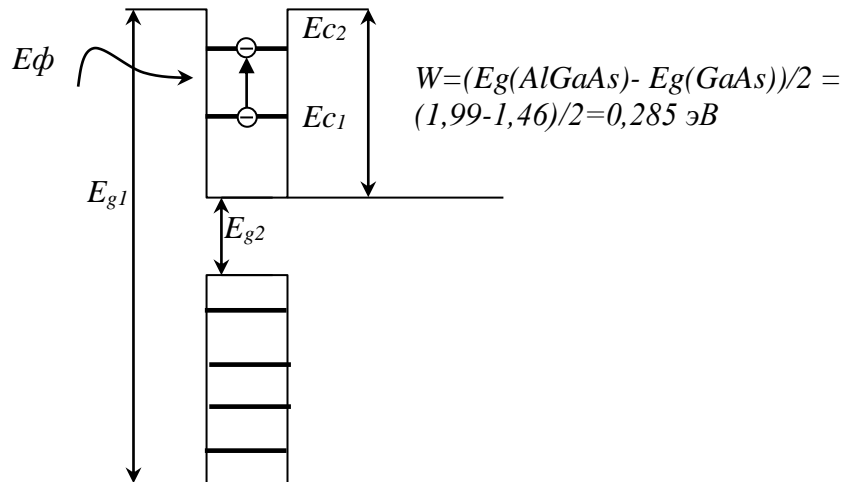 Ec2
Eф
W=(Eg(AlGaAs)- Eg(GaAs))/2 =
(1,99-1,46)/2=0,285 эВ
Ec1
Eg1
Eg2